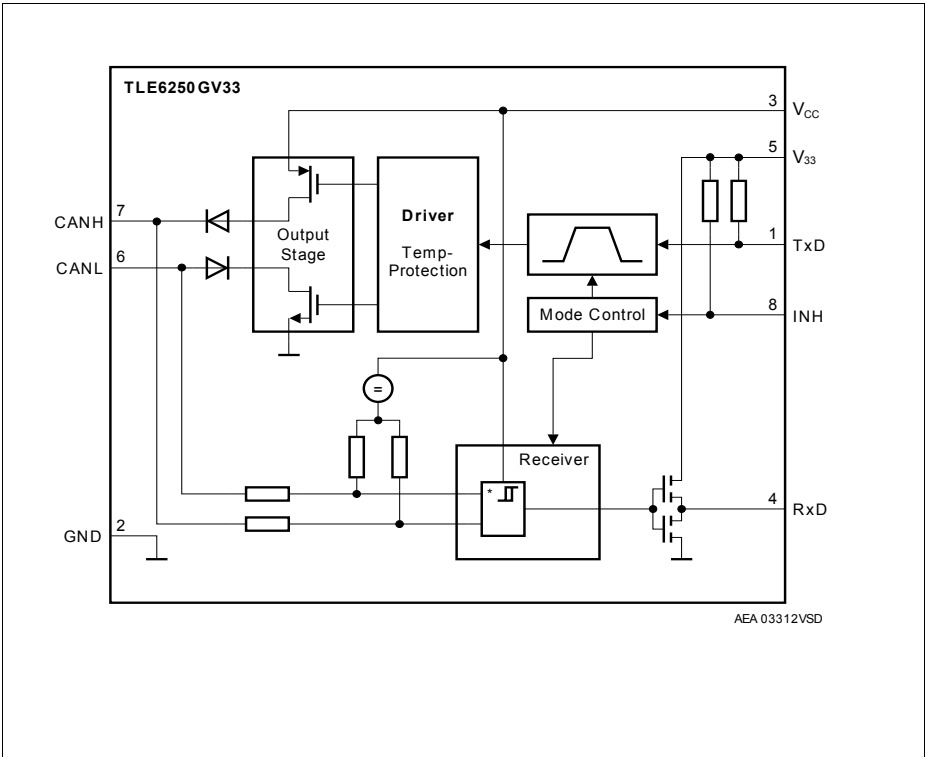 TLE6250GV33
3 VCC
5 V33
7
CANH
Driver
Output
Stage
Temp-
Protection
1 TxD
6
CANL
Mode Control
8 INH
=
Receiver
*
4 RxD
2
GND
AEA 03312VSD